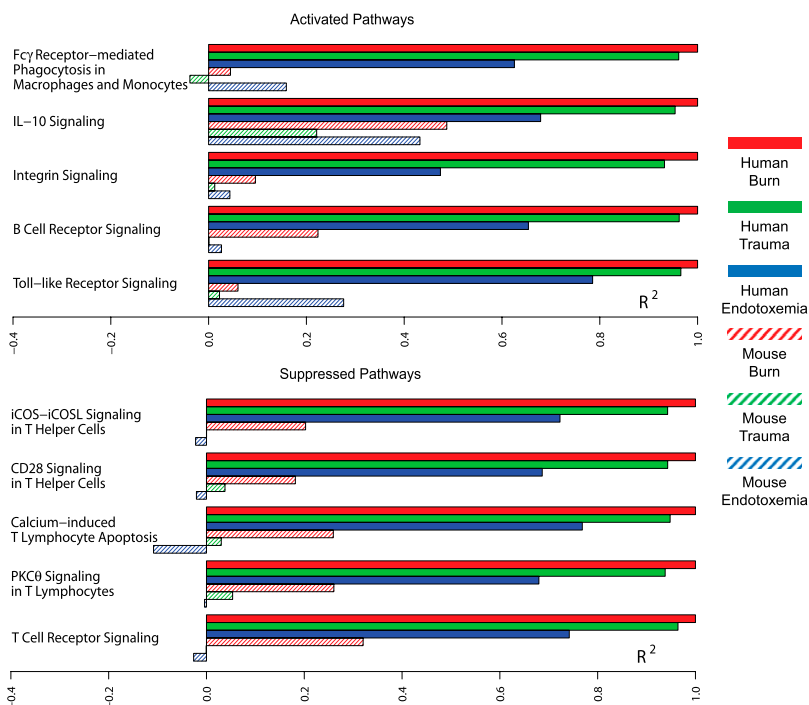 Activated Pathways
Fcγ Receptor−mediated
Phagocytosis in
Macrophages and Monocytes
IL−10 Signaling
Integrin Signaling
B Cell Receptor Signaling
Toll−like Receptor Signaling
R 2
−0.4
−0.2
0.0
0.2
0.4
0.6
0.8
1.0
Suppressed Pathways
iCOS−iCOSL Signaling
in T Helper Cells
CD28 Signaling
in T Helper Cells
Calcium−induced
T Lymphocyte Apoptosis
PKCθ Signaling
in T Lymphocytes
T Cell Receptor Signaling
R 2
−0.4
−0.2
0.0
0.2
0.4
0.6
0.8
1.0
Human
Burn
Human
Trauma
Human
Endotoxemia
Mouse
Burn
Mouse
Trauma
Mouse
Endotoxemia